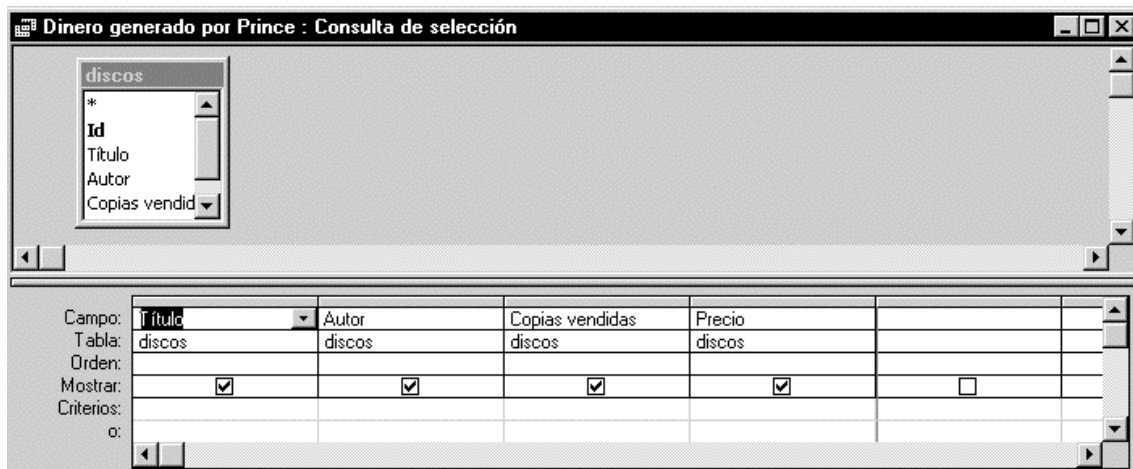 Dinero generado por Prince : Consulta de selección
discos
*
Id
Título
Autor
Copias vendid
Campo: Título Autor Copias vendidas Precio
Tabla: discos discos discos discos
Orden:
Mostrar:
Criterios:
o: